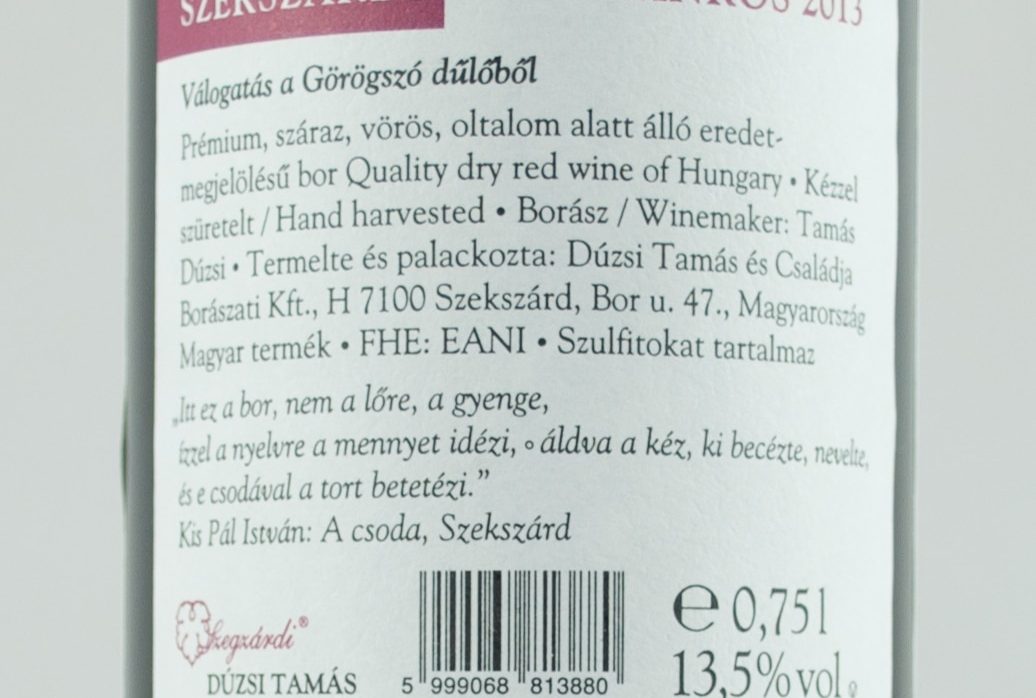 2013
Válogatás a Görögszó dűlőből
Prémium, száraz, vörös, oltalom alatt álló eredet-
megjelölésű bor Quality dry red wine of Hungary • Kézzel
szüretelt / Hand harvested • Borász / Winemaker: Tamás
Dúzsi • Termelte és palackozta: Dúzsi Tamás és Családja
Borászati Kft., H 7100 Szekszárd, Bor u. 47., Magyarország
Magyar termék • FHE: EANI • Szulfitokat tartalmaz
„Itt ez a bor, nem a lőre, a gyenge,
ízzel a nyelvre a mennyet idézi, ∘ áldva a kéz, ki becézte, nevelte,
és e csodával a tort betetézi.”
Kis Pál István: A csoda, Szekszárd
Szegzárdi®
DÚZSI TAMÁS
5 999068 813880
℮ 0,75l
13,5%vol.